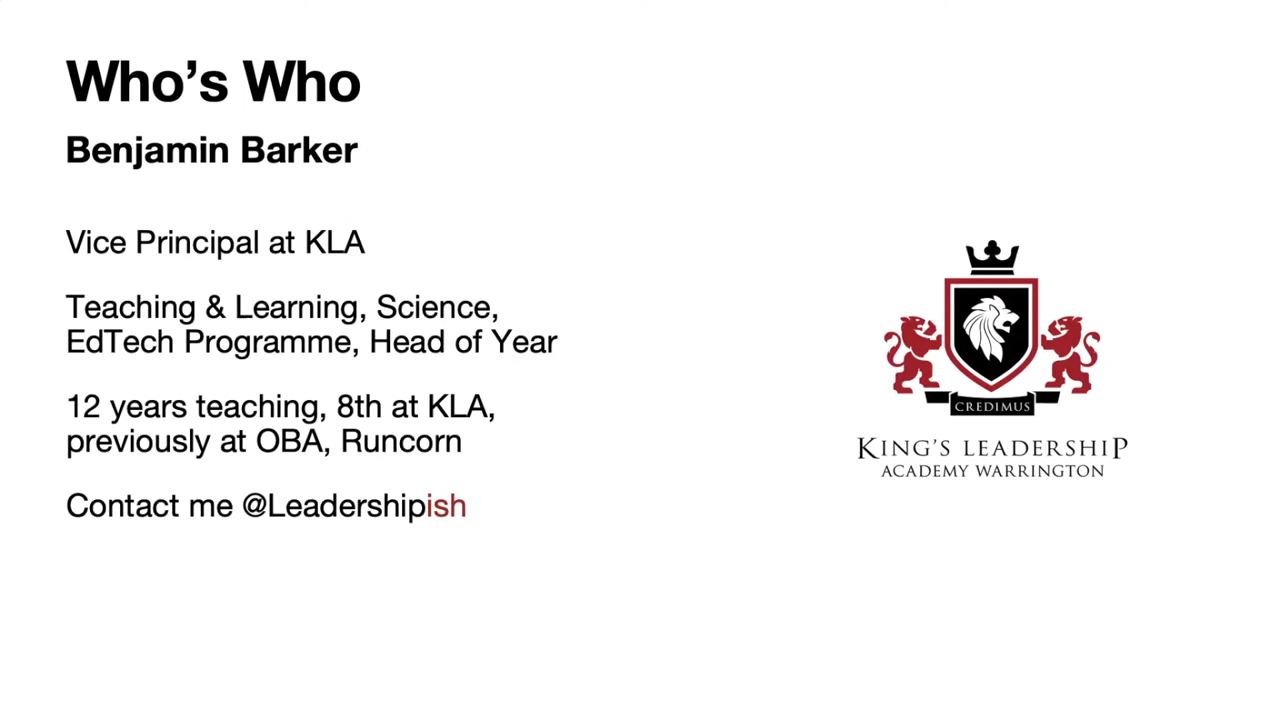 Who’s Who
Benjamin Barker
Vice Principal at KLA
Teaching & Learning, Science,
EdTech Programme, Head of Year
12 years teaching, 8th at KLA,
previously at OBA, Runcorn
Contact me @Leadershipish
CREDIMUS
KING’S LEADERSHIP
ACADEMY WARRINGTON